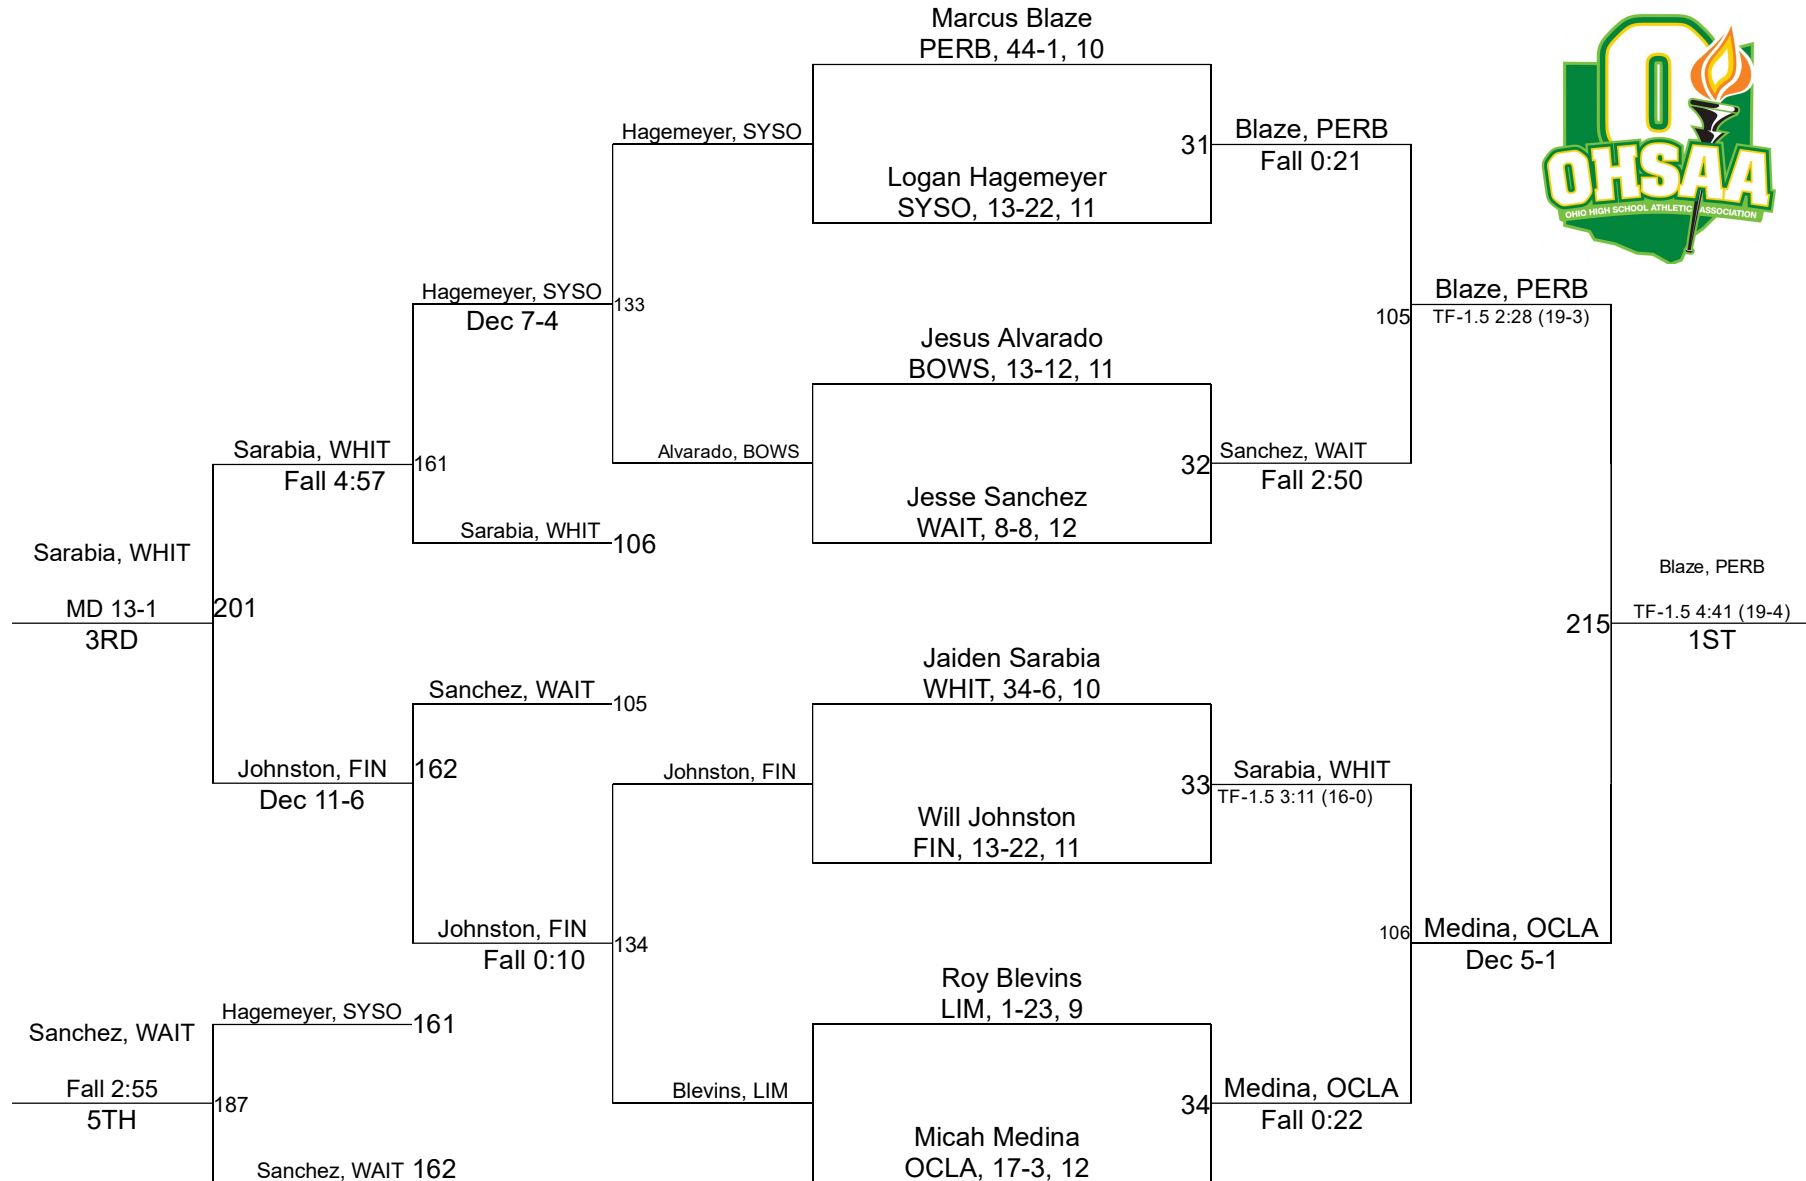 Marcus Blaze
PERB, 44-1, 10
OHSAA
OHIO HIGH SCHOOL ATHLETIC ASSOCIATION
Hagemeyer, SYSO
31
Blaze, PERB
Fall 0:21
Logan Hagemeyer
SYSO, 13-22, 11
Hagemeyer, SYSO
Dec 7-4
133
Blaze, PERB
TF-1.5 2:28 (19-3)
105
Jesus Alvarado
BOWS, 13-12, 11
Sarabia, WHIT
Fall 4:57
161
Alvarado, BOWS
32
Sanchez, WAIT
Fall 2:50
Jesse Sanchez
WAIT, 8-8, 12
Sarabia, WHIT
106
Sarabia, WHIT
MD 13-1
3RD
201
Blaze, PERB
TF-1.5 4:41 (19-4)
1ST
215
Jaiden Sarabia
WHIT, 34-6, 10
Sanchez, WAIT
105
Johnston, FIN
Dec 11-6
162
Johnston, FIN
33
Sarabia, WHIT
TF-1.5 3:11 (16-0)
Will Johnston
FIN, 13-22, 11
Johnston, FIN
Fall 0:10
134
106
Medina, OCLA
Dec 5-1
Roy Blevins
LIM, 1-23, 9
Hagemeyer, SYSO
161
Sanchez, WAIT
Fall 2:55
5TH
187
Blevins, LIM
34
Medina, OCLA
Fall 0:22
Micah Medina
OCLA, 17-3, 12
Sanchez, WAIT
162